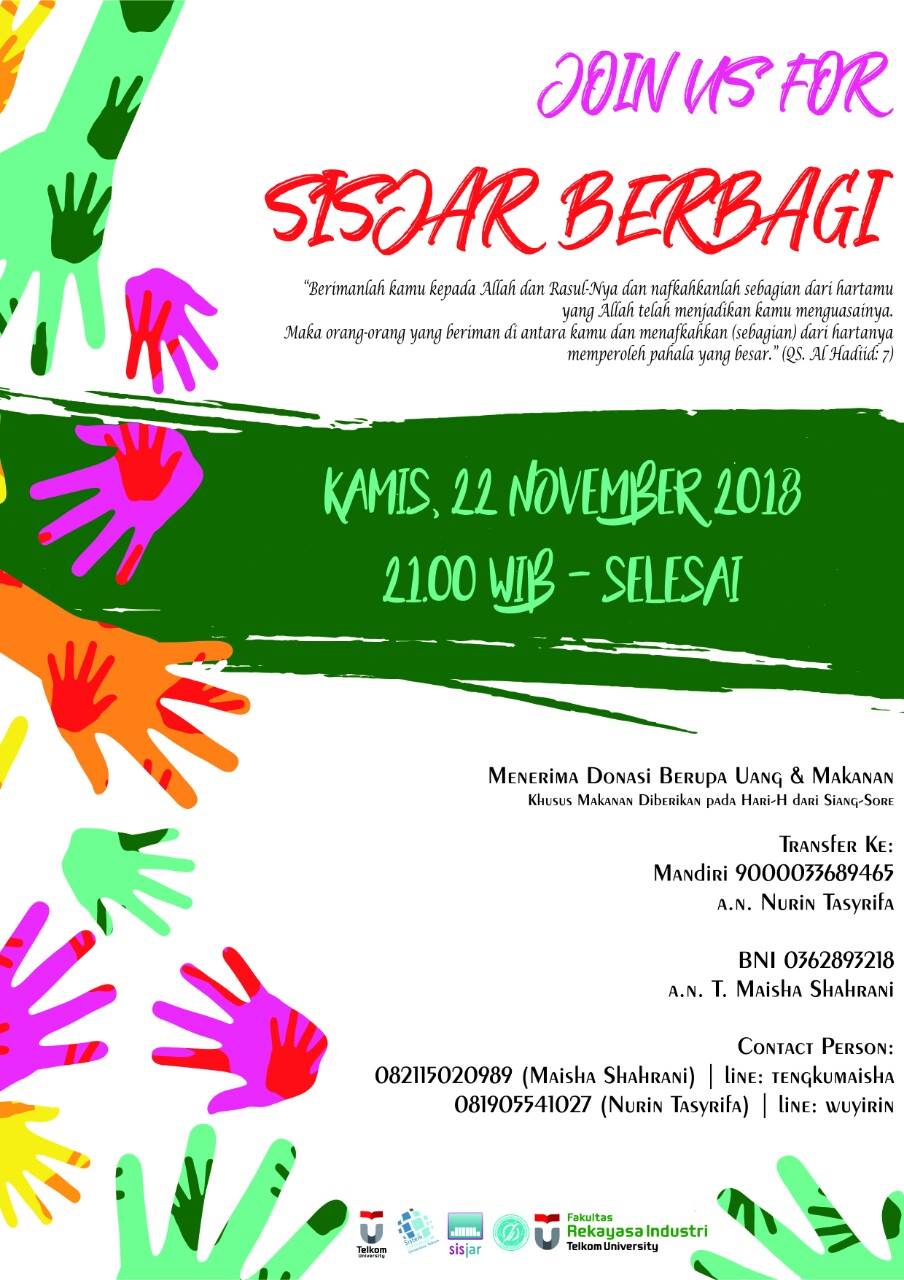 JOIN US FOR
SISJAR BERBAGI
“Berimanlah kamu kepada Allah dan Rasul-Nya dan nafkahkanlah sebagian dari hartamu
yang Allah telah menjadikan kamu menguasainya.
Maka orang-orang yang beriman di antara kamu dan menafkahkan (sebagian) dari hartanya
memperoleh pahala yang besar.” (QS. Al Hadiid: 7)
KAMIS, 22 NOVEMBER 2018
21.00 WIB – SELESAI
Menerima Donasi Berupa Uang & Makanan
Khusus Makanan Diberikan pada Hari-H dari Siang-Sore
Transfer Ke:
Mandiri 9000033689465
a.n. Nurin Tasyrifa
BNI 0362893218
a.n. T. Maisha Shahrani
Contact Person:
082115020989 (Maisha Shahrani) | line: tengkumaisha
081905541027 (Nurin Tasyrifa) | line: wuyirin
Telkom
University
sisjar
Fakultas
Rekayasa Industri
Telkom University